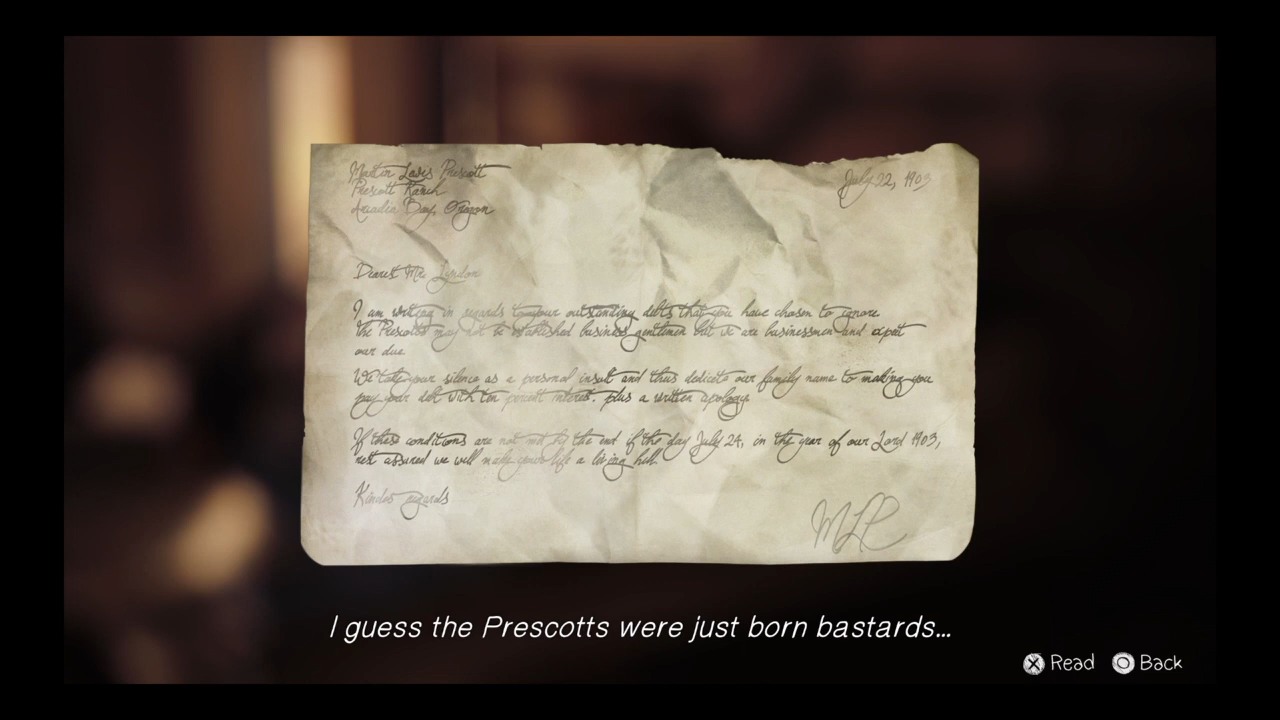 Martin Lewis Prescott
Prescott Ranch
Arcadia Bay, Oregon
July 22, 1903
Dearest Mr. Lyndon
I am writing in regards to your outstanding debts that you have chosen to ignore
the Prescotts may not be established business gentlemen but we are businessmen and expect
our due.
We take your silence as a personal insult and thus dedicate our family name to making you
pay your debt with ten percent interest. plus a written apology.
If these conditions are not met by the end of the day July 24, in the year of our Lord 1903,
rest assured we will make your life a living hell.
Kindest regards
MLP
I guess the Prescotts were just born bastards...
Read
Back